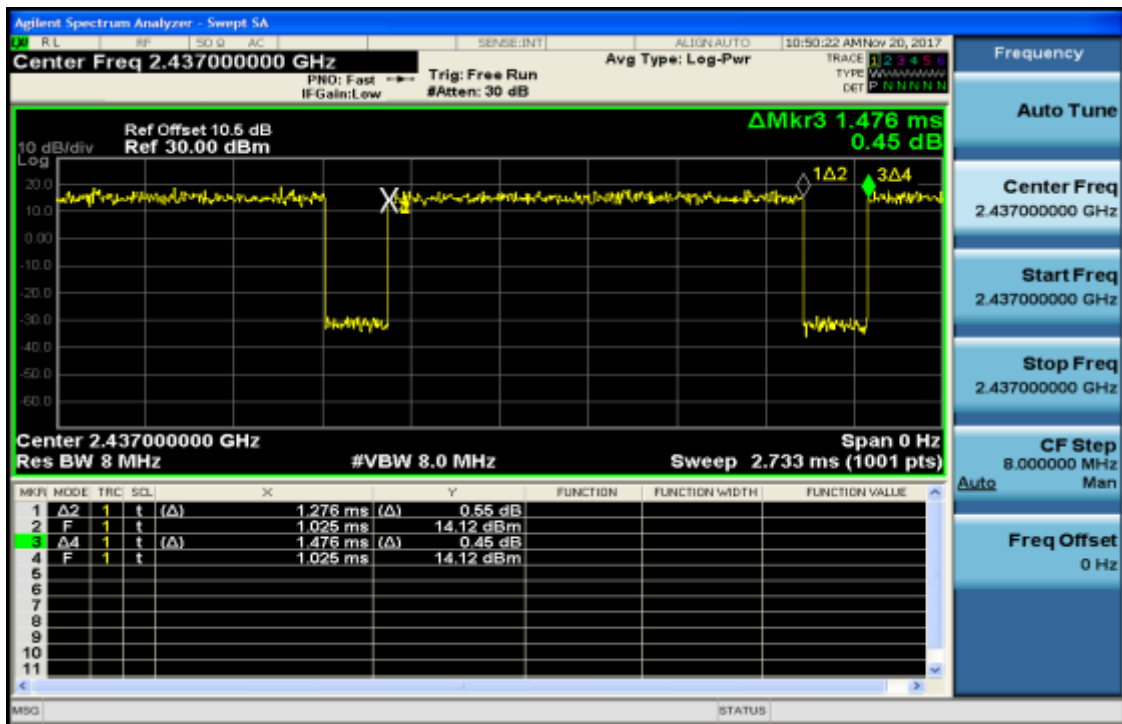 Agilent Spectrum Analyzer - Swept SA
RL RF 50 Ω AC SENSE:INT ALIGN AUTO 10:50:22 AM Nov 20, 2017
Center Freq 2.437000000 GHz
PNO: Fast
IFGain:Low
Trig: Free Run
#Atten: 30 dB
Avg Type: Log-Pwr
TRACE 1 2 3 4 5 6
TYPE
DET P N N N N N
Ref Offset 10.5 dB
Ref 30.00 dBm
10 dB/div
Log
ΔMkr3 1.476 ms
0.45 dB
1Δ2 3Δ4
20.0
10.0
0.00
-10.0
-20.0
-30.0
-40.0
-50.0
-60.0
Center 2.437000000 GHz Span 0 Hz
Res BW 8 MHz #VBW 8.0 MHz Sweep 2.733 ms (1001 pts)
MKR MODE TRC SCL X Y FUNCTION FUNCTION WIDTH FUNCTION VALUE
1 Δ2 1 t (Δ) 1.276 ms (Δ) 0.55 dB
2 F 1 t 1.025 ms 14.12 dBm
3 Δ4 1 t (Δ) 1.476 ms (Δ) 0.45 dB
4 F 1 t 1.025 ms 14.12 dBm
5
6
7
8
9
10
11
MSG STATUS
Frequency
Auto Tune
Center Freq
2.437000000 GHz
Start Freq
2.437000000 GHz
Stop Freq
2.437000000 GHz
CF Step
8.000000 MHz
Auto Man
Freq Offset
0 Hz